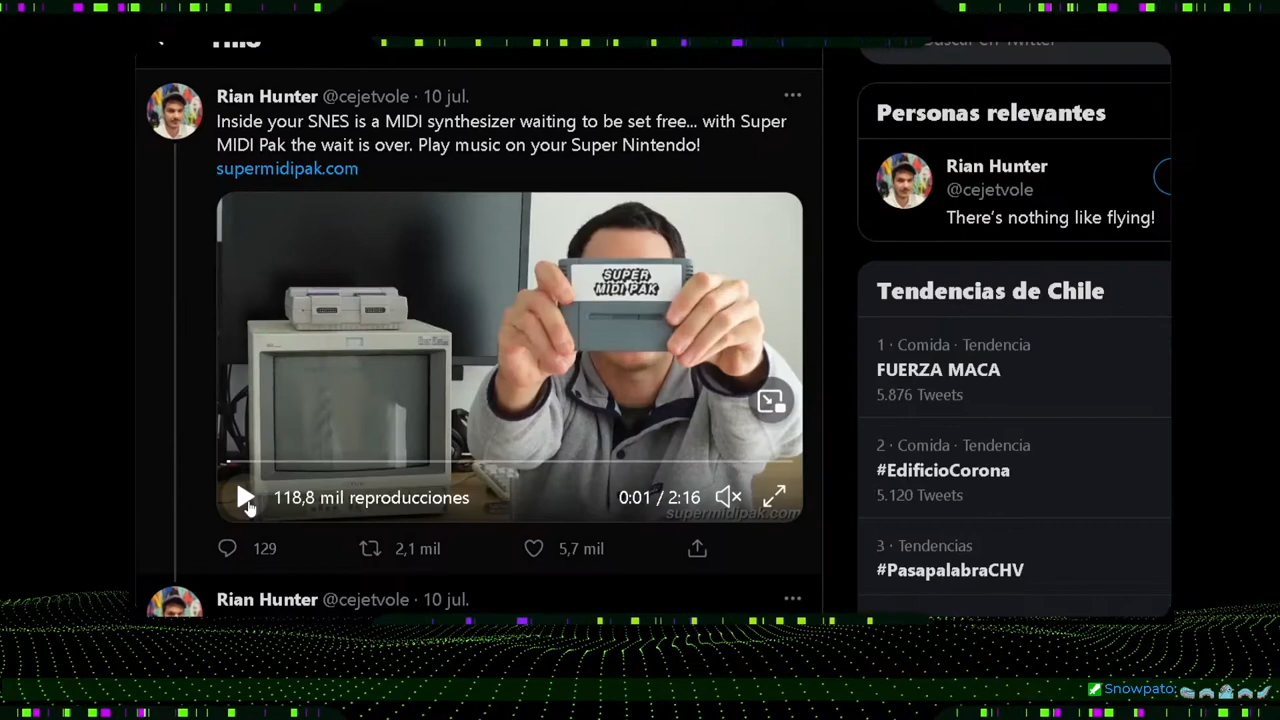 Hilo
Buscar en Twitter
Rian Hunter @cejetvole · 10 jul.
Inside your SNES is a MIDI synthesizer waiting to be set free... with Super
MIDI Pak the wait is over. Play music on your Super Nintendo!
supermidipak.com
SUPER
MIDI PAK
118,8 mil reproducciones
0:01 / 2:16
supermidipak.com
129
2,1 mil
5,7 mil
Rian Hunter @cejetvole · 10 jul.
Personas relevantes
Rian Hunter
@cejetvole
There's nothing like flying!
Tendencias de Chile
1 · Comida · Tendencia
FUERZA MACA
5.876 Tweets
2 · Comida · Tendencia
#EdificioCorona
5.120 Tweets
3 · Tendencias
#PasapalabraCHV
Snowpato: